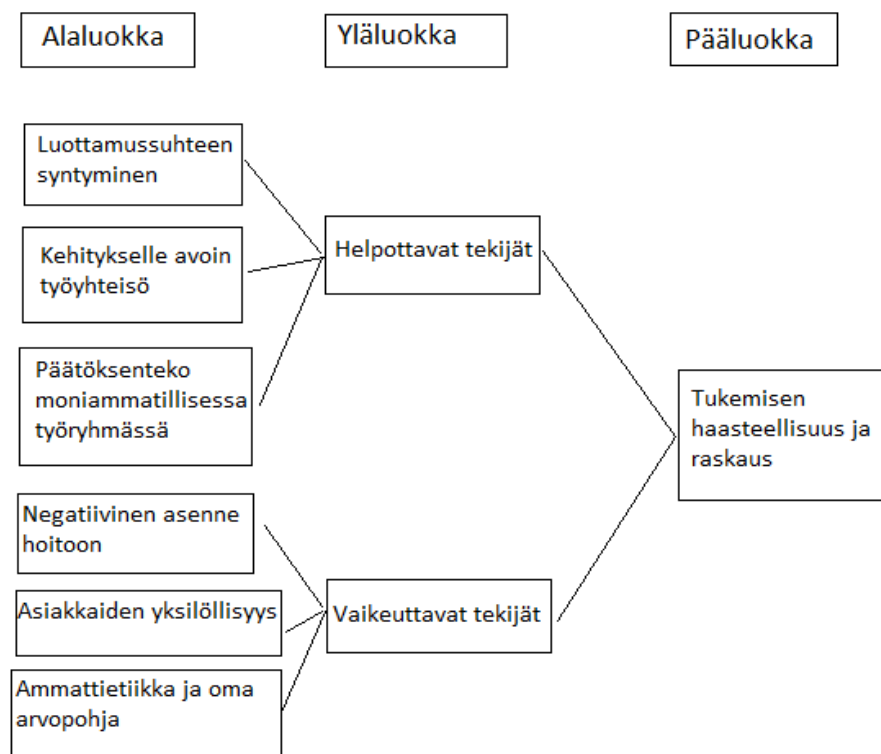 Alaluokka
Yläluokka
Pääluokka
Luottamussuhteen
syntyminen
Kehitykselle avoin
työyhteisö
Päätöksenteko
moniammatillisessa
työryhmässä
Helpottavat tekijät
Negatiivinen asenne
hoitoon
Asiakkaiden yksilöllisyys
Ammattietiikka ja oma
arvopohja
Vaikeuttavat tekijät
Tukemisen
haasteellisuus ja
raskaus